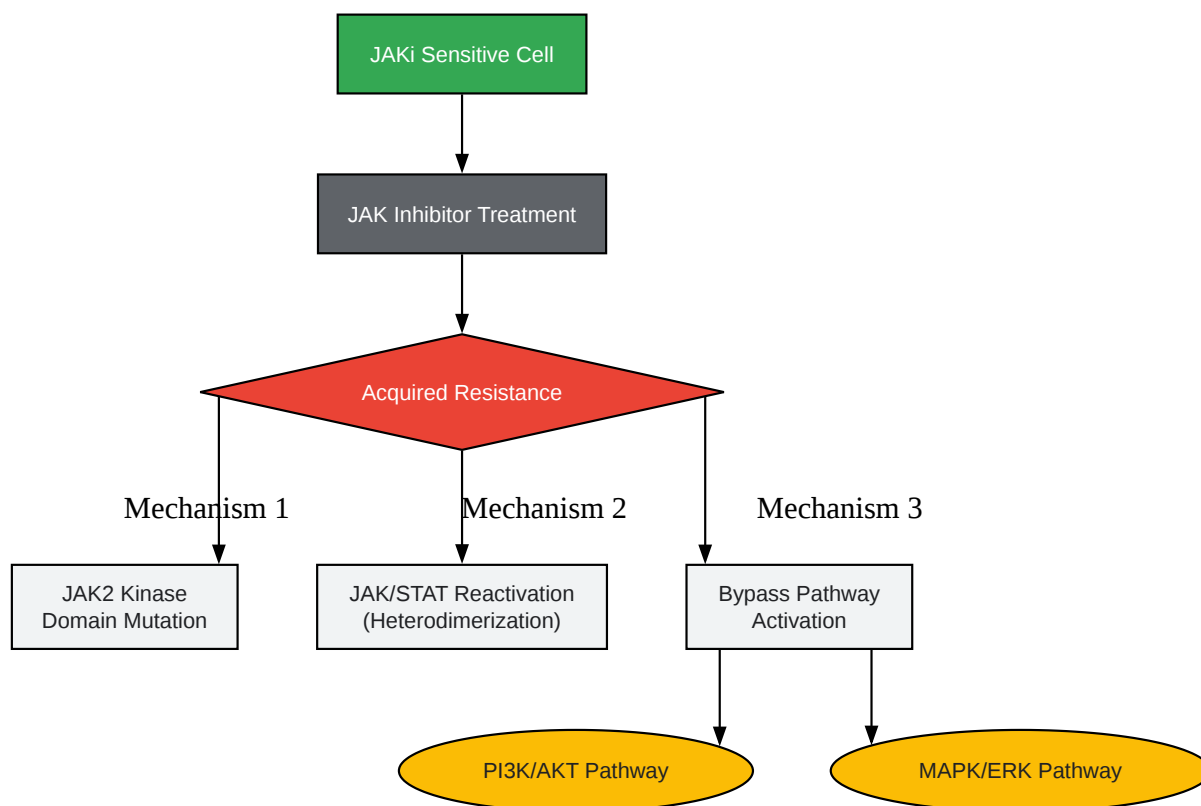 JAKi Sensitive Cell
JAK Inhibitor Treatment
Acquired Resistance
Mechanism 1
Mechanism 2
Mechanism 3
JAK2 Kinase
Domain Mutation
JAK/STAT Reactivation
(Heterodimerization)
Bypass Pathway
Activation
PI3K/AKT Pathway
MAPK/ERK Pathway